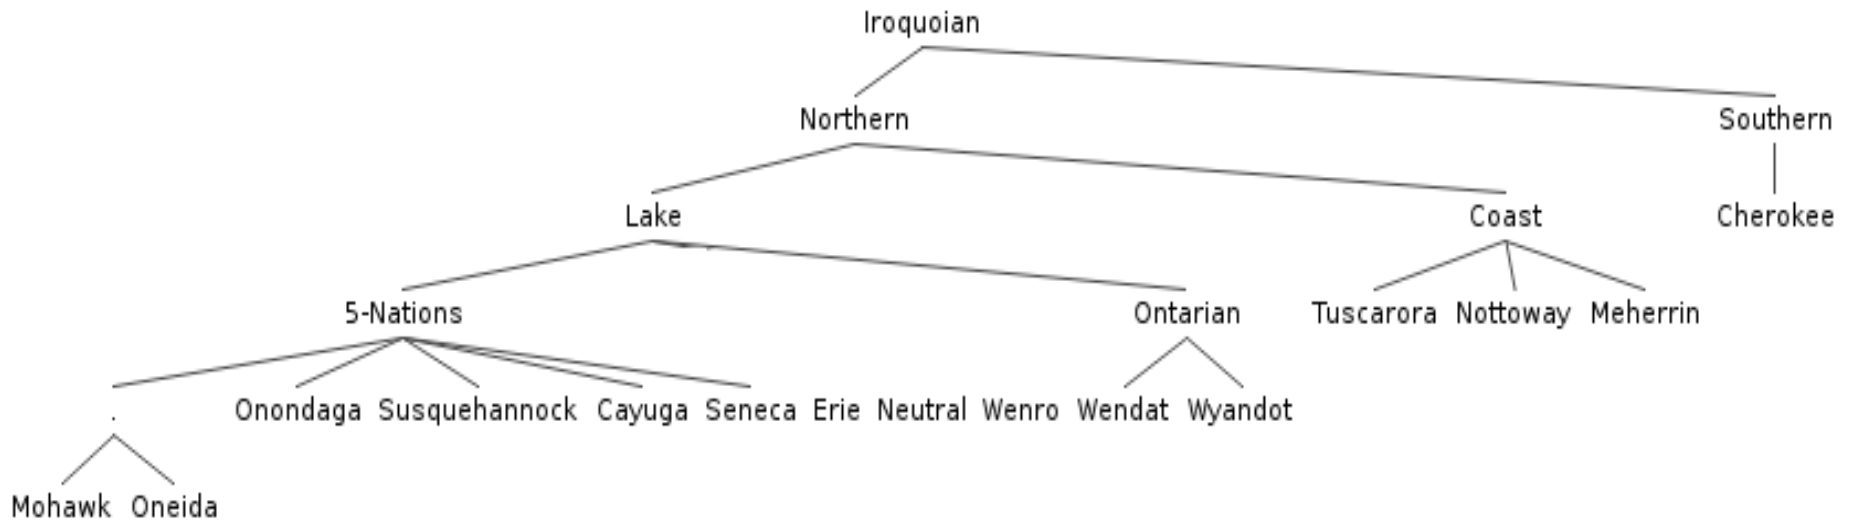 Iroquoian
Northern Southern
Lake Coast Cherokee
5-Nations Ontarian Tuscarora Nottoway Meherrin
. Onondaga Susquehannock Cayuga Seneca Erie Neutral Wenro Wendat Wyandot
Mohawk Oneida